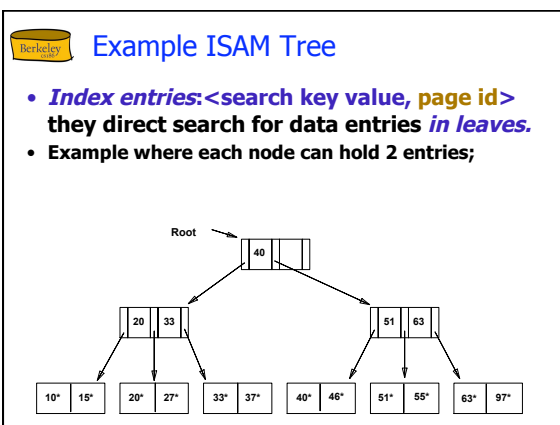 Berkeley
cs186
Example ISAM Tree
• Index entries:<search key value, page id>
they direct search for data entries in leaves.
• Example where each node can hold 2 entries;
Root
40
20 33 51 63
10* 15* 20* 27* 33* 37* 40* 46* 51* 55* 63* 97*